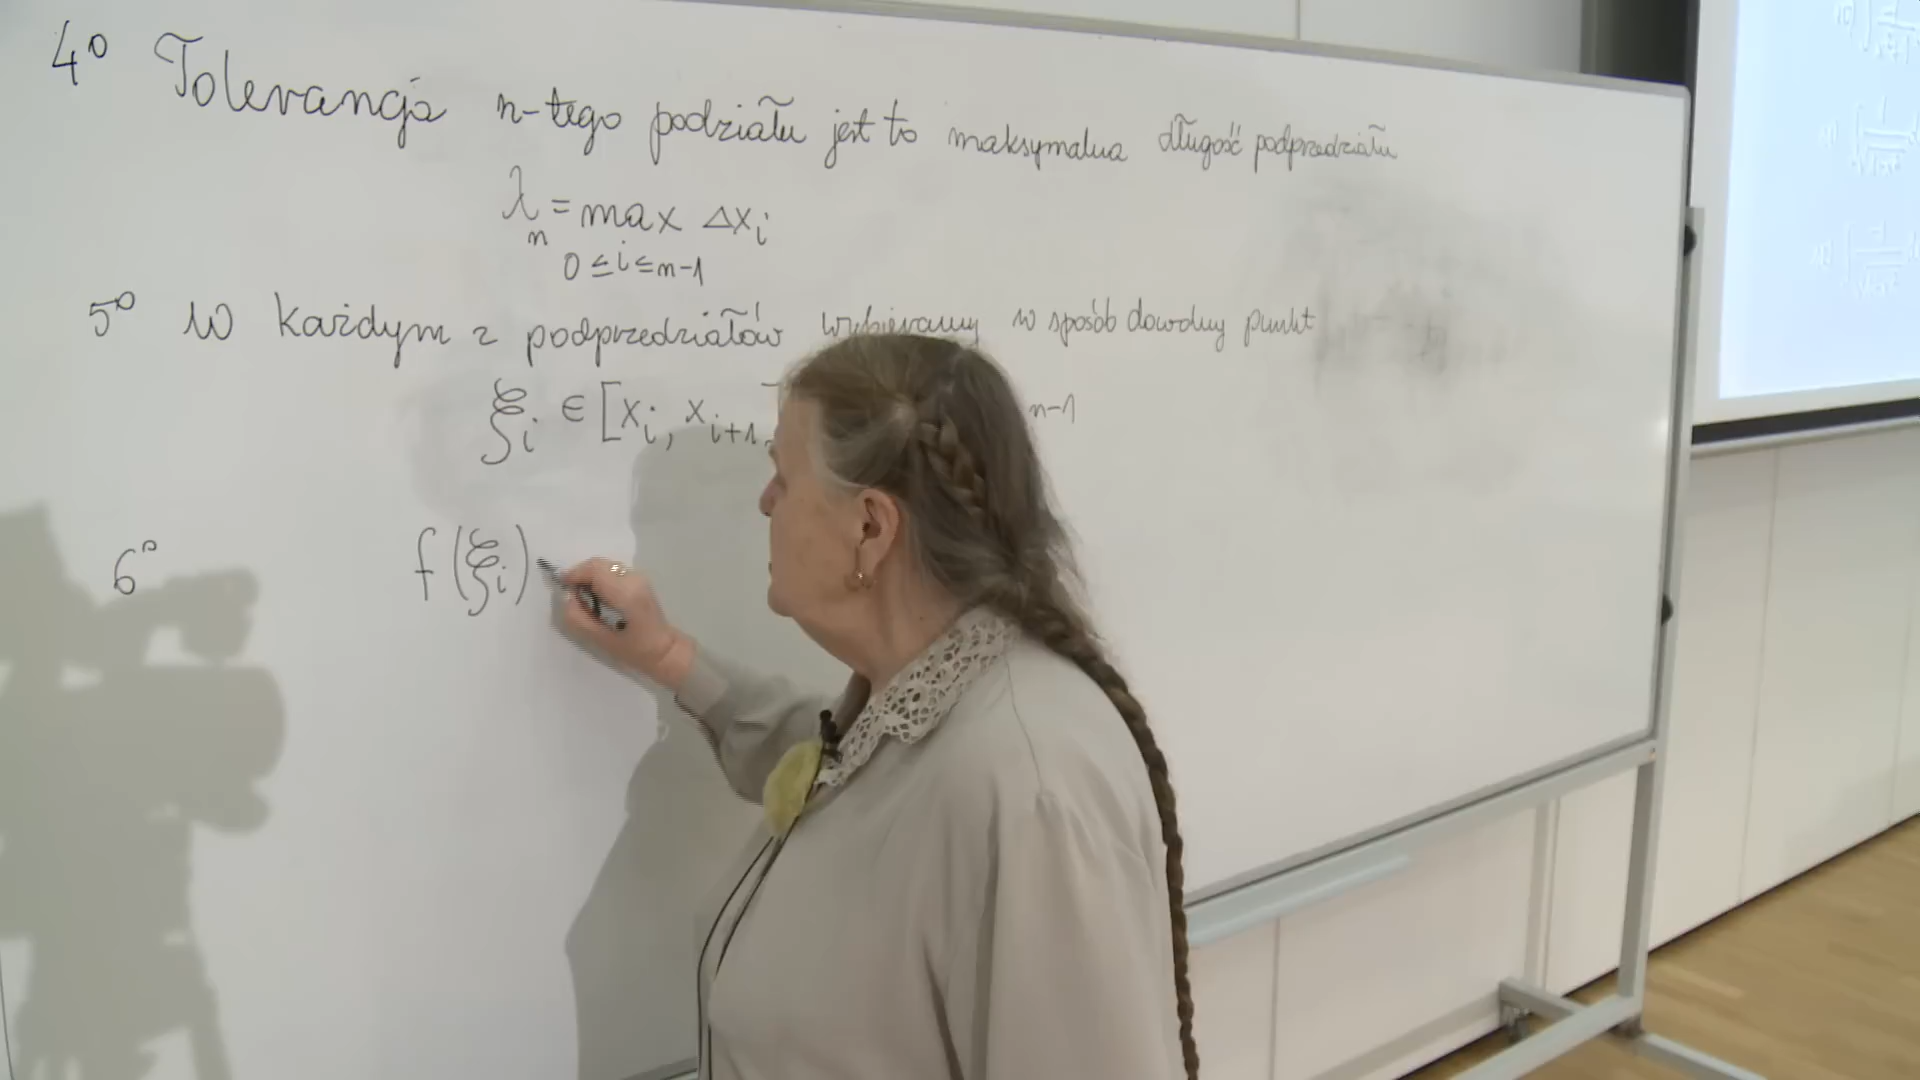 4° Tolerancja n-tego podziału jest to maksymalna długość podprzedziału
λn = max Δxi
0 ≤ i ≤ n-1
5° W każdym z podprzedziałów wybieramy w sposób dowolny punkt
ξi ∈ [xi, xi+1 n-1
6° f(ξi)